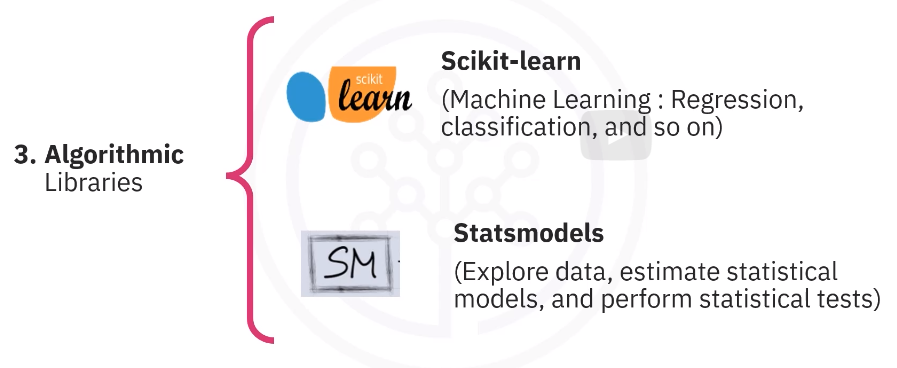 3. Algorithmic
Libraries
scikit
learn
Scikit-learn
(Machine Learning : Regression,
classification, and so on)
SM
Statsmodels
(Explore data, estimate statistical
models, and perform statistical tests)